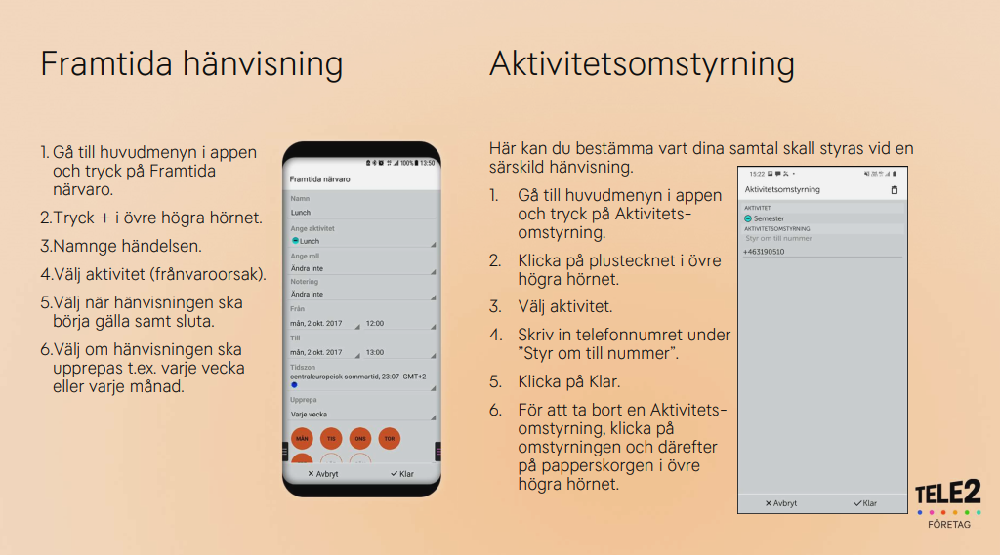 Framtida hänvisning
1. Gå till huvudmenyn i appen
och tryck på Framtida
närvaro.
2.Tryck + i övre högra hörnet.
3.Namnge händelsen.
4.Välj aktivitet (frånvaroorsak).
5.Välj när hänvisningen ska
börja gälla samt sluta.
6.Välj om hänvisningen ska
upprepas t.ex. varje vecka
eller varje månad.
100% 13:50
Framtida närvaro
Namn
Lunch
Ange aktivitet
Lunch
Ange roll
Ändra inte
Notering
Ändra inte
Från
mån, 2 okt. 2017 12:00
Till
mån, 2 okt. 2017 13:00
Tidszon
centraleuropeisk sommartid, 23:07 GMT+2
Upprepa
Varje vecka
MÅN TIS ONS TOR
✕ Avbryt ✓ Klar
Aktivitetsomstyrning
Här kan du bestämma vart dina samtal skall styras vid en
särskild hänvisning.
1. Gå till huvudmenyn i appen
och tryck på Aktivitets-
omstyrning.
2. Klicka på plustecknet i övre
högra hörnet.
3. Välj aktivitet.
4. Skriv in telefonnumret under
”Styr om till nummer”.
5. Klicka på Klar.
6. För att ta bort en Aktivitets-
omstyrning, klicka på
omstyrningen och därefter
på papperskorgen i övre
högra hörnet.
15:22
Aktivitetsomstyrning
AKTIVITET
Semester
AKTIVITETSOMSTYRNING
Styr om till nummer
+463190510
✕ Avbryt ✓ Klar
TELE2
FÖRETAG